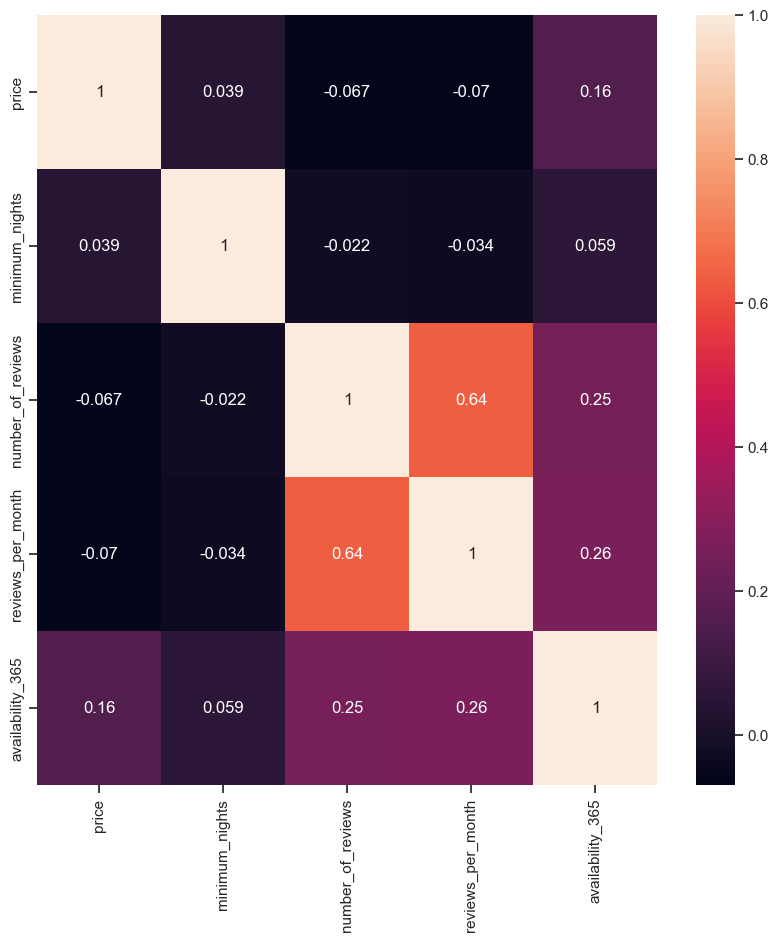 price 1 0.039 -0.067 -0.07 0.16
minimum_nights 0.039 1 -0.022 -0.034 0.059
number_of_reviews -0.067 -0.022 1 0.64 0.25
reviews_per_month -0.07 -0.034 0.64 1 0.26
availability_365 0.16 0.059 0.25 0.26 1
price minimum_nights number_of_reviews reviews_per_month availability_365
1.0
0.8
0.6
0.4
0.2
0.0